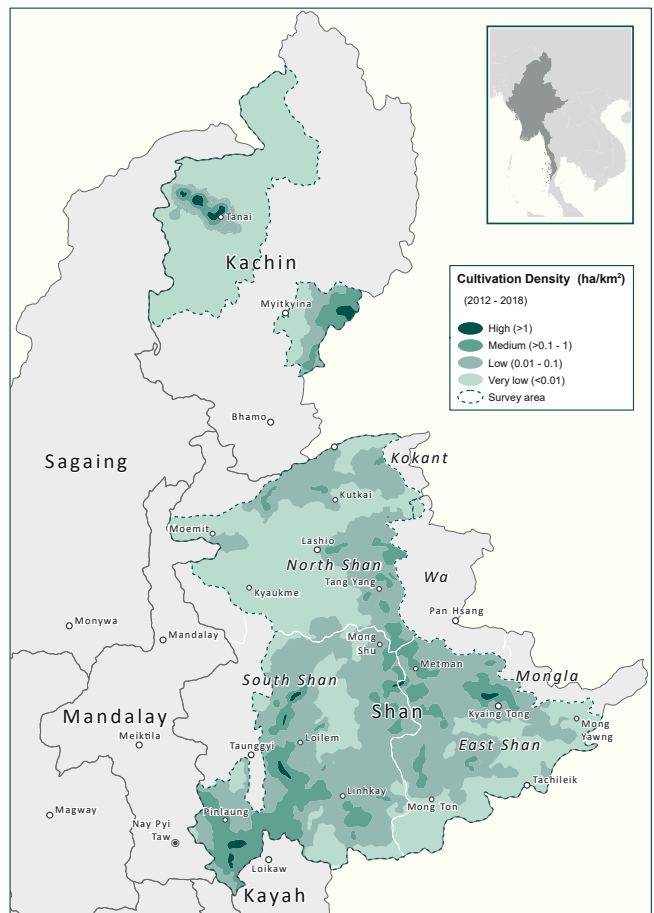 Tanai
Kachin
Myitkyina
Cultivation Density (ha/km²)
(2012 - 2018)
High (>1)
Medium (>0.1 - 1)
Low (0.01 - 0.1)
Very low (<0.01)
Survey area
Bhamo
Sagaing
Kokant
Kutkai
Moemit
Lashio
North Shan
Tang Yang
Wa
Kyaukme
Pan Hsang
Monywa
Mandalay
Mong
Shu
Metman
South Shan
Mongla
Mandalay
Shan
Kyaing Tong
Mong
Yawng
Meiktila
Taunggyi
Loilem
East Shan
Tachileik
Linhkay
Mong Ton
Magway
Pinlaung
Nay Pyi
Taw
Loikaw
Kayah